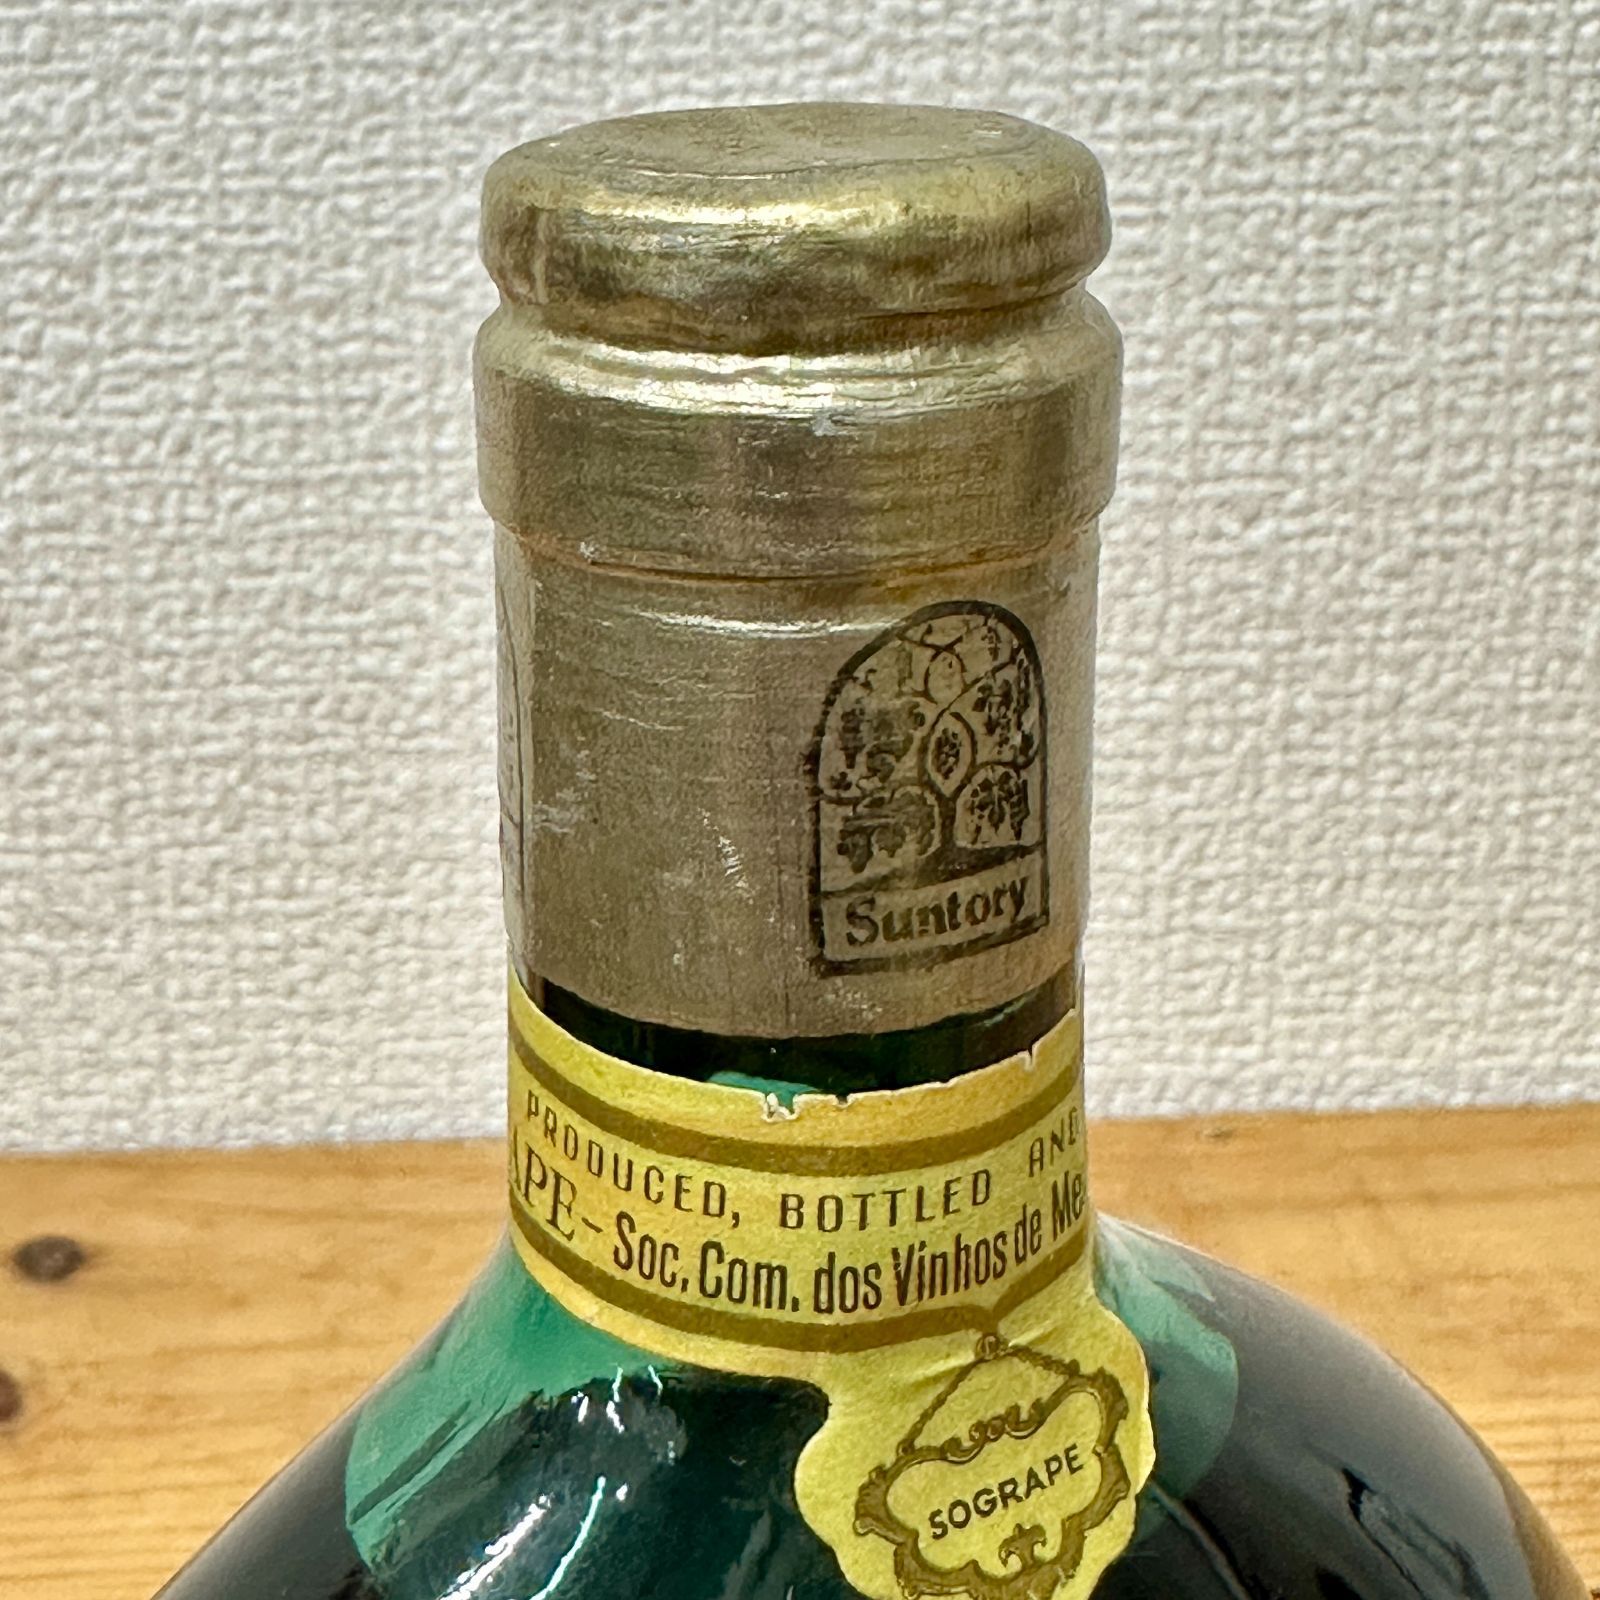 Suntory
PRODUCED, BOTTLED AND
APE - Soc. Com. dos Vinhos de Me
SOGRAPE